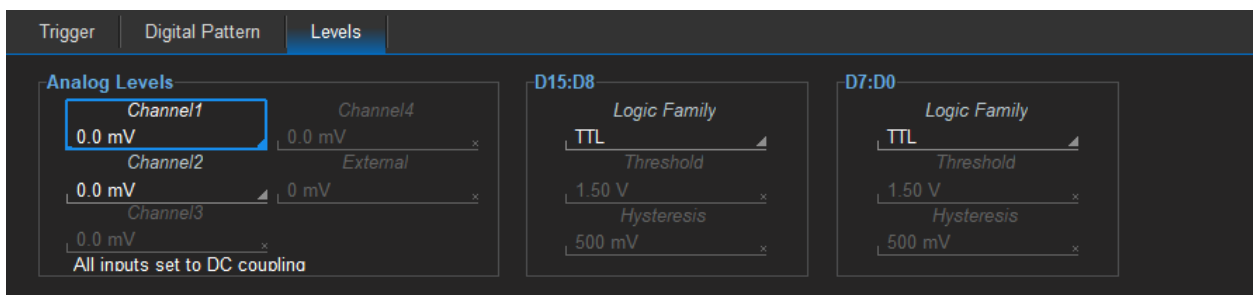 Trigger Digital Pattern Levels
Analog Levels
Channel1 Channel4
0.0 mV 0.0 mV
Channel2 External
0.0 mV 0 mV
Channel3
0.0 mV
All inputs set to DC coupling
D15:D8
Logic Family
TTL
Threshold
1.50 V
Hysteresis
500 mV
D7:D0
Logic Family
TTL
Threshold
1.50 V
Hysteresis
500 mV